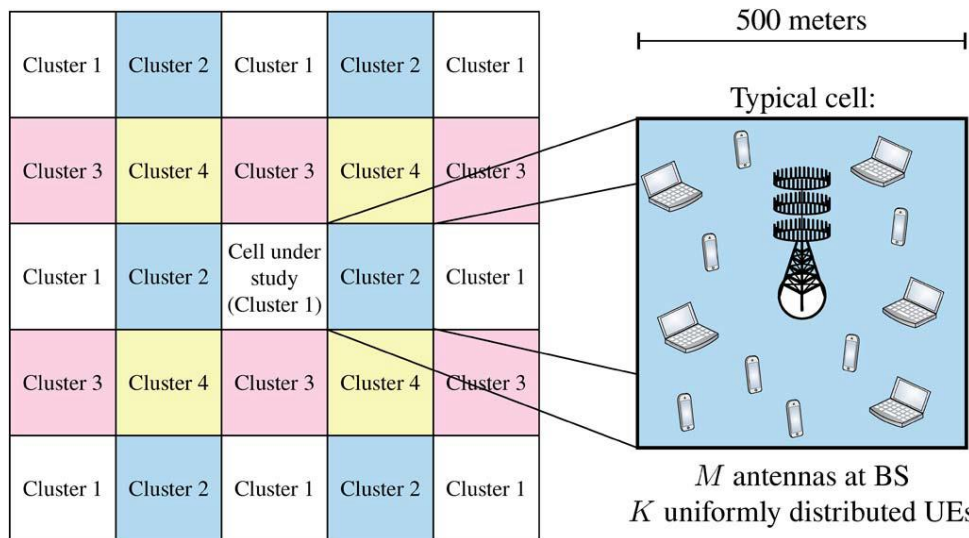 Cluster 1
Cluster 2
Cluster 1
Cluster 2
Cluster 1
Cluster 3
Cluster 4
Cluster 3
Cluster 4
Cluster 3
Cluster 1
Cluster 2
Cell under
study
(Cluster 1)
Cluster 2
Cluster 1
Cluster 3
Cluster 4
Cluster 3
Cluster 4
Cluster 3
Cluster 1
Cluster 2
Cluster 1
Cluster 2
Cluster 1
500 meters
Typical cell:
M antennas at BS
K uniformly distributed UEs